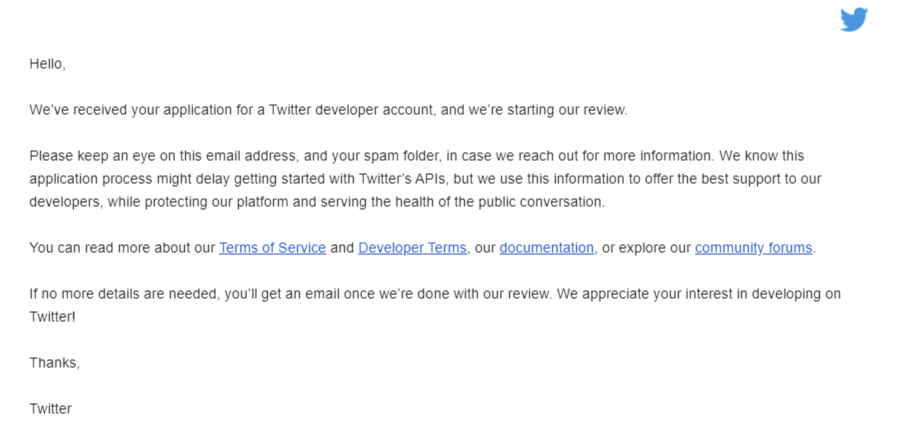 Hello,
We've received your application for a Twitter developer account, and we're starting our review.
Please keep an eye on this email address, and your spam folder, in case we reach out for more information. We know this
application process might delay getting started with Twitter's APIs, but we use this information to offer the best support to our
developers, while protecting our platform and serving the health of the public conversation.
You can read more about our Terms of Service and Developer Terms, our documentation, or explore our community forums.
If no more details are needed, you'll get an email once we're done with our review. We appreciate your interest in developing on
Twitter!
Thanks,
Twitter